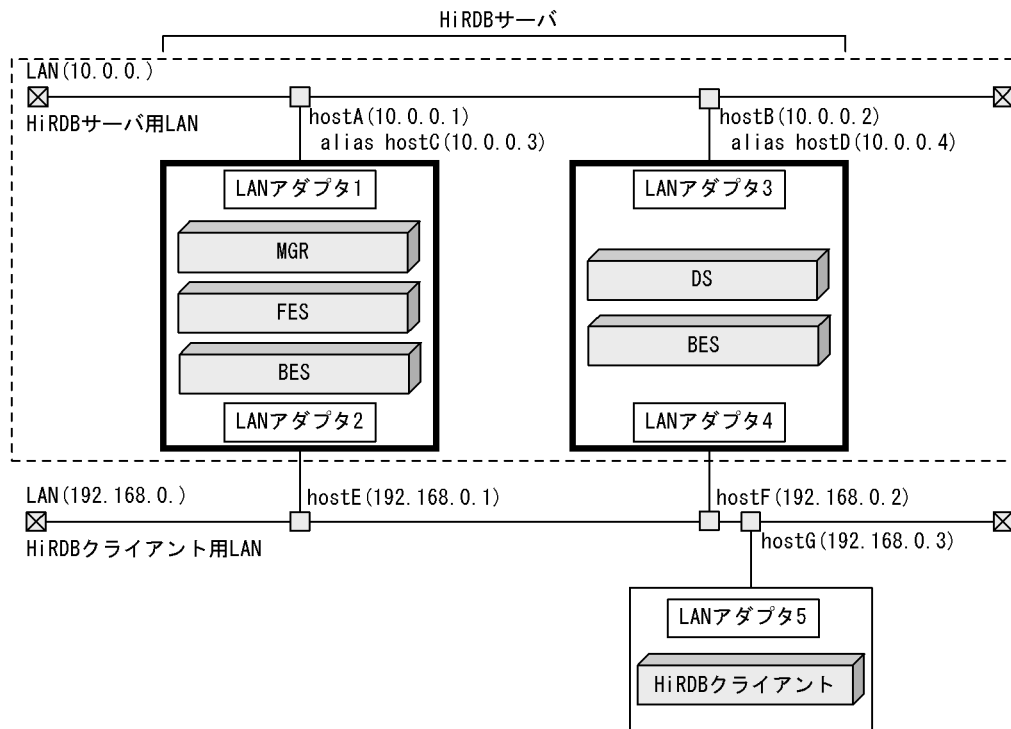 HiRDBサーバ
LAN(10.0.0.)
HiRDBサーバ用LAN
hostA(10.0.0.1)
alias hostC(10.0.0.3)
hostB(10.0.0.2)
alias hostD(10.0.0.4)
LANアダプタ1
MGR
FES
BES
LANアダプタ2
LANアダプタ3
DS
BES
LANアダプタ4
LAN(192.168.0.)
hostE(192.168.0.1)
hostF(192.168.0.2)
HiRDBクライアント用LAN
hostG(192.168.0.3)
LANアダプタ5
HiRDBクライアント